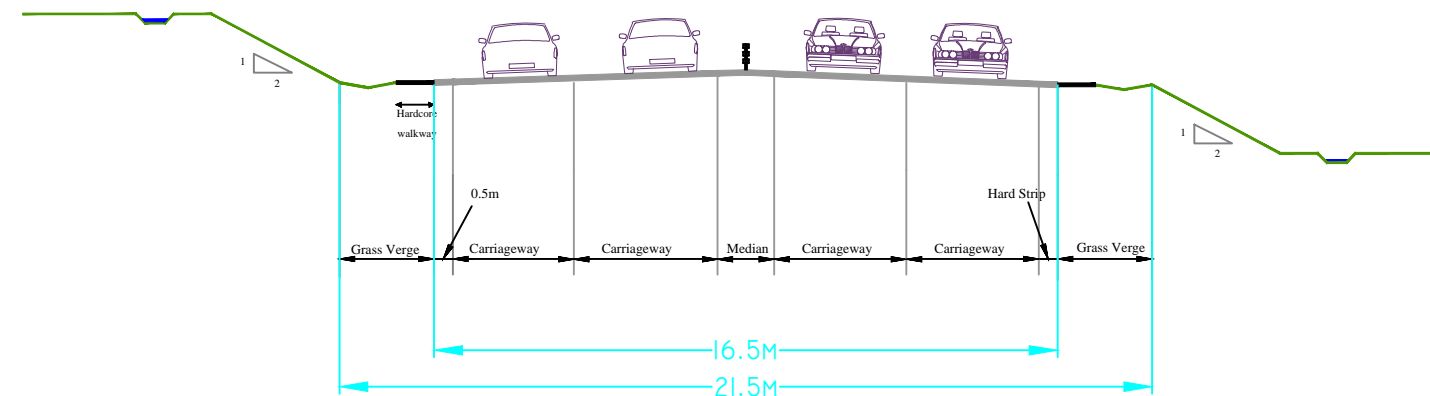 1
2
Hardcore
walkway
1
2
0.5m
Hard Strip
Grass Verge
Carriageway
Carriageway
Median
Carriageway
Carriageway
Grass Verge
16.5M
21.5M